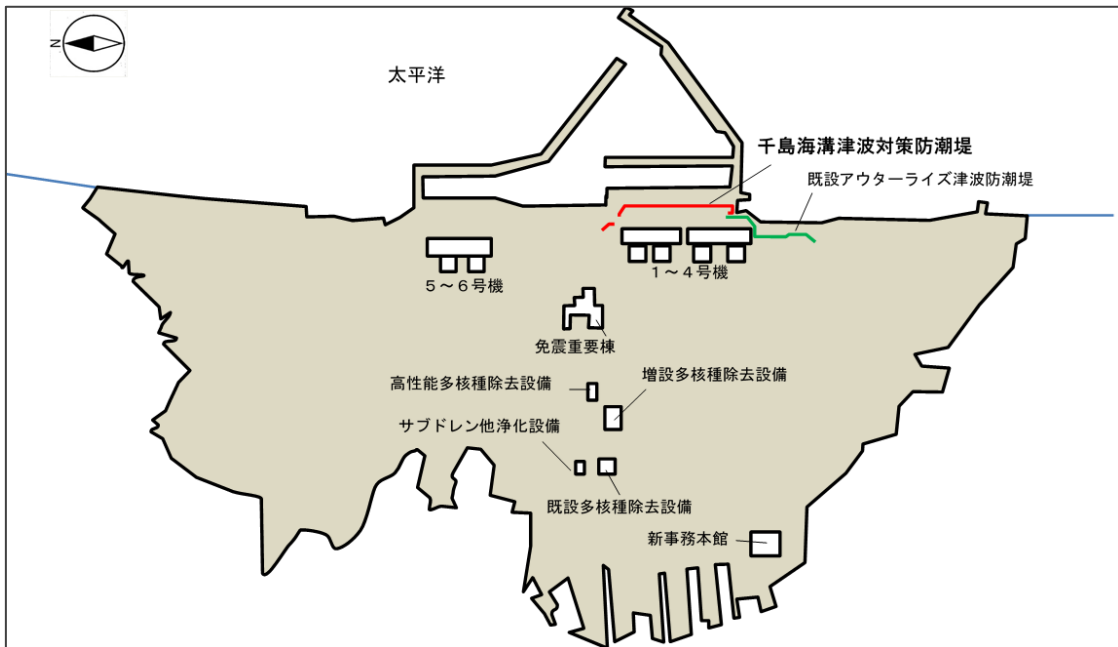 N
太平洋
千島海溝津波対策防潮堤
既設アウターライズ津波防潮堤
５～６号機
１～４号機
免震重要棟
高性能多核種除去設備
増設多核種除去設備
サブドレン他浄化設備
既設多核種除去設備
新事務本館